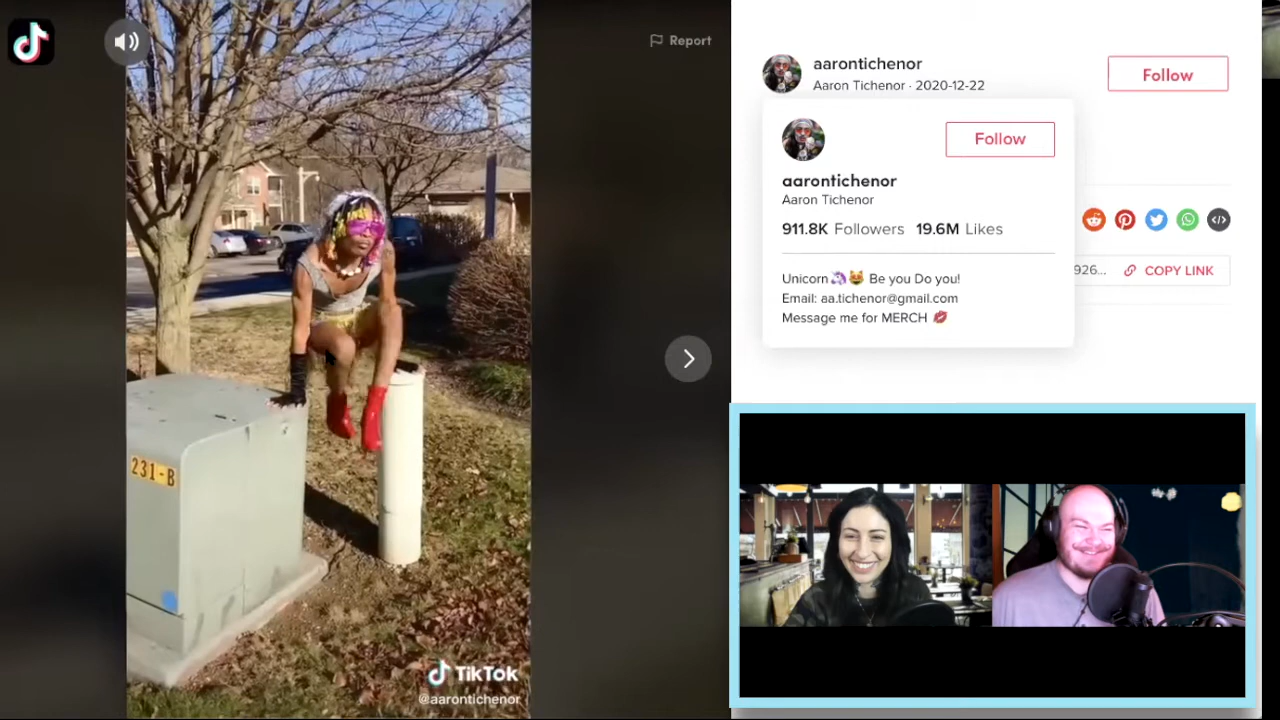 Report
231-B
TikTok
@aarontichenor
aarontichenor
Aaron Tichenor · 2020-12-22
Follow
Follow
aarontichenor
Aaron Tichenor
911.8K Followers 19.6M Likes
Unicorn🦄😻 Be you Do you!
Email: aa.tichenor@gmail.com
Message me for MERCH 💋
926... COPY LINK